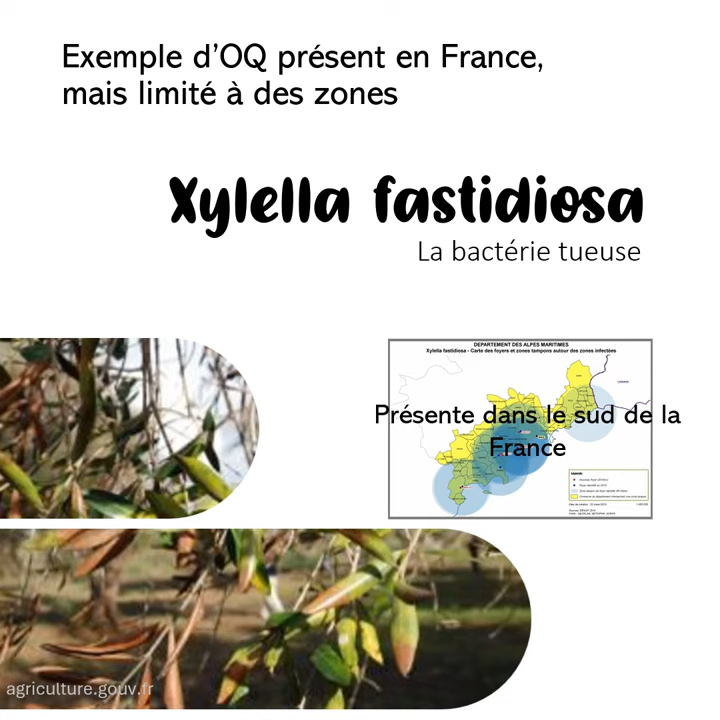 Exemple d’OQ présent en France,
mais limité à des zones
Xylella fastidiosa
La bactérie tueuse
DEPARTEMENT DES ALPES MARITIMES
Xylella fastidiosa - Carte des foyers et zones tampons autour des zones infectées
Présente dans le sud de la
France
agriculture.gouv.fr